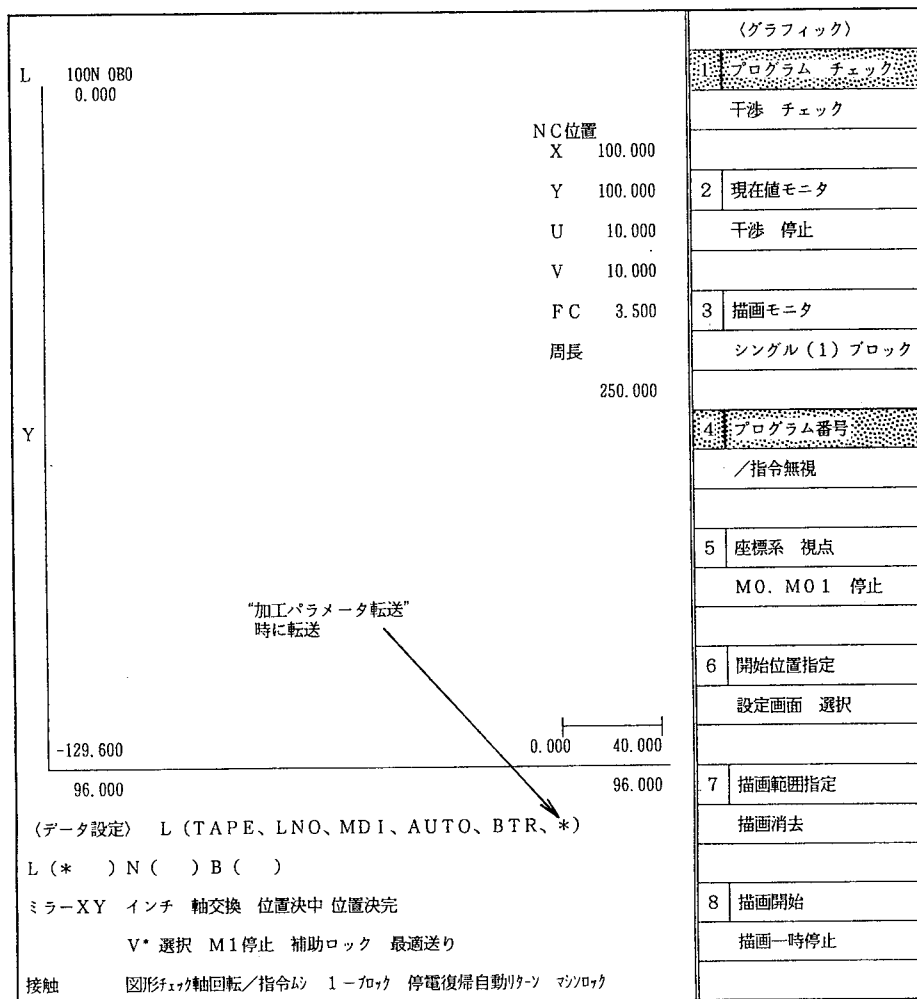 L 100N 0B0
0.000
NC位置
X 100.000
Y 100.000
U 10.000
V 10.000
FC 3.500
周長
250.000
Y
“加工パラメータ転送”
時に転送
-129.600
0.000 40.000
96.000 96.000
〈データ設定〉 L(TAPE、LNO、MDI、AUTO、BTR、*)
L(* )N( )B( )
ミラーXY インチ 軸交換 位置決中 位置決完
V* 選択 M1停止 補助ロック 最適送り
接触 図形チェック軸回転/指令ムシ 1-ブロック 停電復帰自動リターン マシンロック
〈グラフィック〉
1 プログラム チェック
干渉 チェック
2 現在値モニタ
干渉 停止
3 描画モニタ
シングル(1)ブロック
4 プログラム番号
/指令無視
5 座標系 視点
M0. M01 停止
6 開始位置指定
設定画面 選択
7 描画範囲指定
描画消去
8 描画開始
描画一時停止